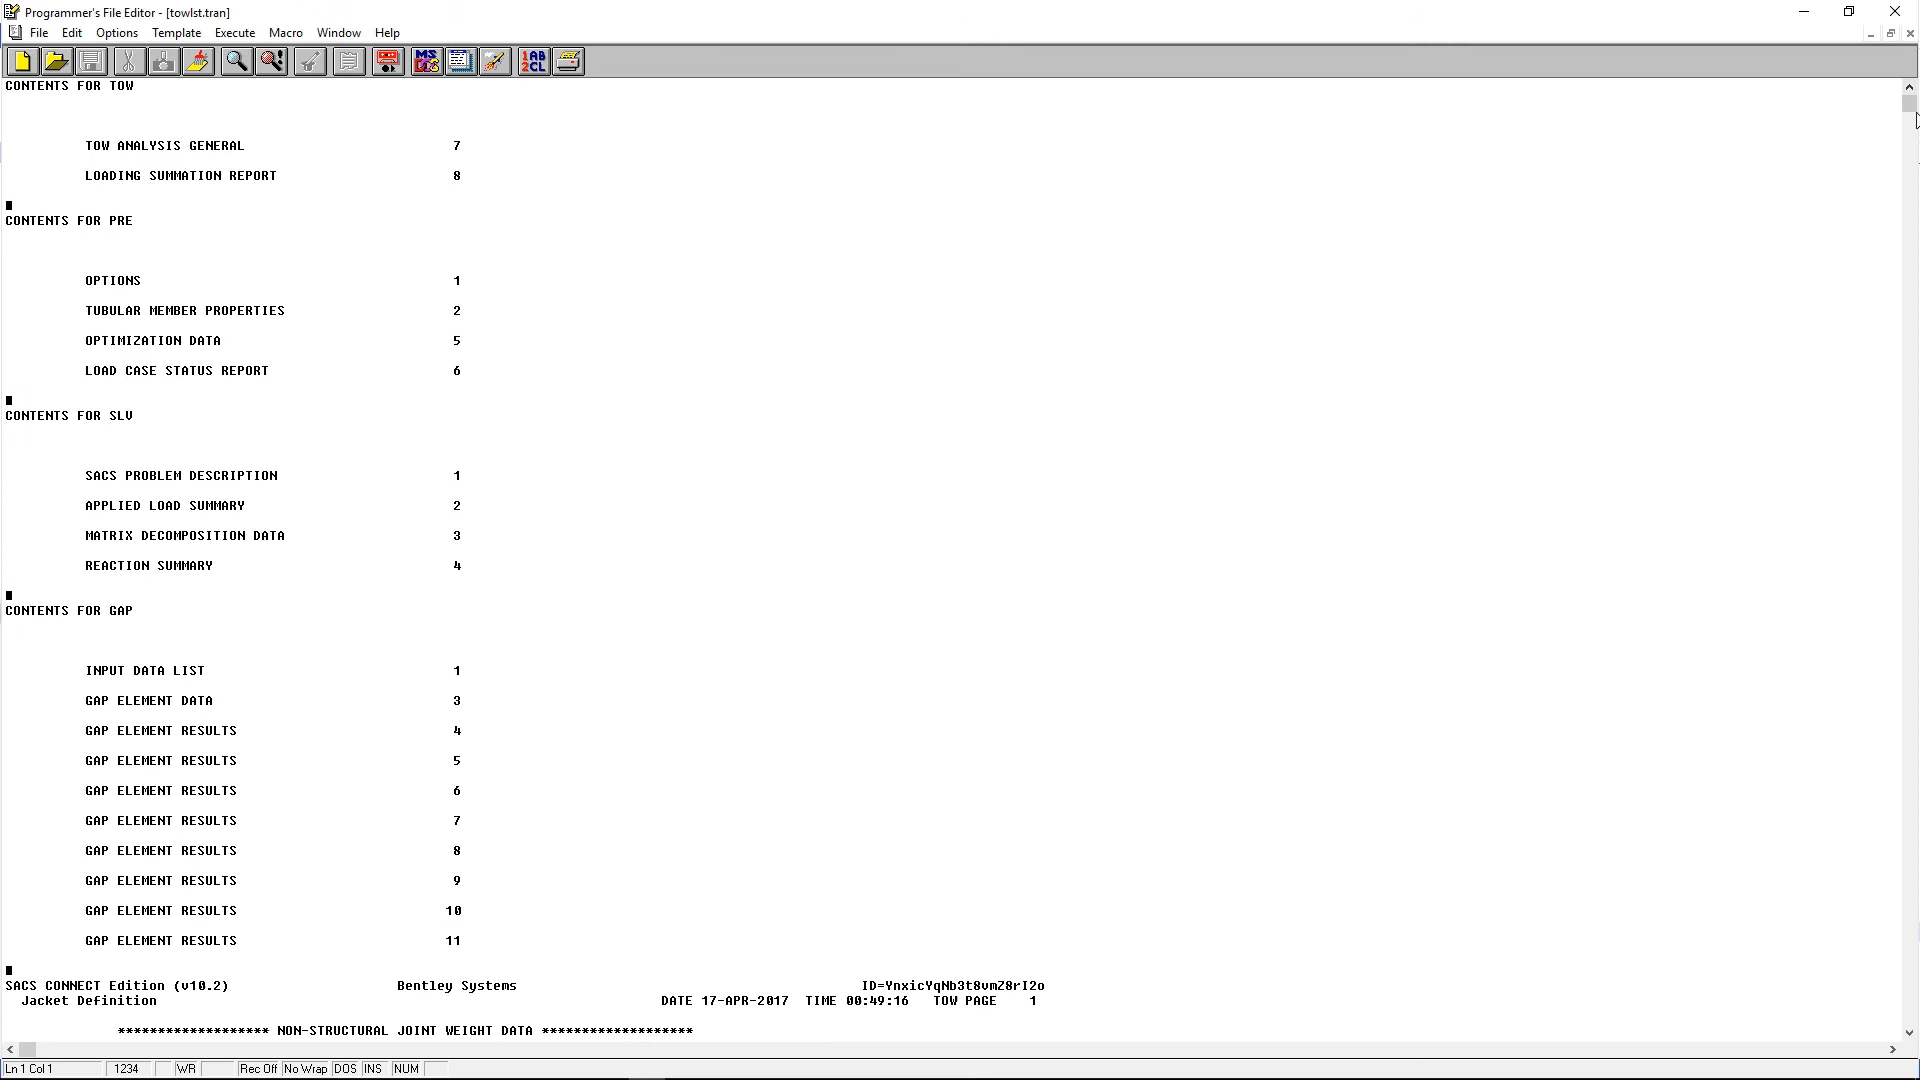 Programmer's File Editor - [towlst.tran]
File Edit Options Template Execute Macro Window Help
MS DOS 1AB 2CL
CONTENTS FOR TOW
TOW ANALYSIS GENERAL 7
LOADING SUMMATION REPORT 8
CONTENTS FOR PRE
OPTIONS 1
TUBULAR MEMBER PROPERTIES 2
OPTIMIZATION DATA 5
LOAD CASE STATUS REPORT 6
CONTENTS FOR SLV
SACS PROBLEM DESCRIPTION 1
APPLIED LOAD SUMMARY 2
MATRIX DECOMPOSITION DATA 3
REACTION SUMMARY 4
CONTENTS FOR GAP
INPUT DATA LIST 1
GAP ELEMENT DATA 3
GAP ELEMENT RESULTS 4
GAP ELEMENT RESULTS 5
GAP ELEMENT RESULTS 6
GAP ELEMENT RESULTS 7
GAP ELEMENT RESULTS 8
GAP ELEMENT RESULTS 9
GAP ELEMENT RESULTS 10
GAP ELEMENT RESULTS 11
SACS CONNECT Edition (v10.2) Bentley Systems ID=YnxicYqNb3t8vmZ8rI2o
Jacket Definition DATE 17-APR-2017 TIME 00:49:16 TOW PAGE 1
******************* NON-STRUCTURAL JOINT WEIGHT DATA *******************
Ln 1 Col 1 1234 WR Rec Off No Wrap DOS INS NUM